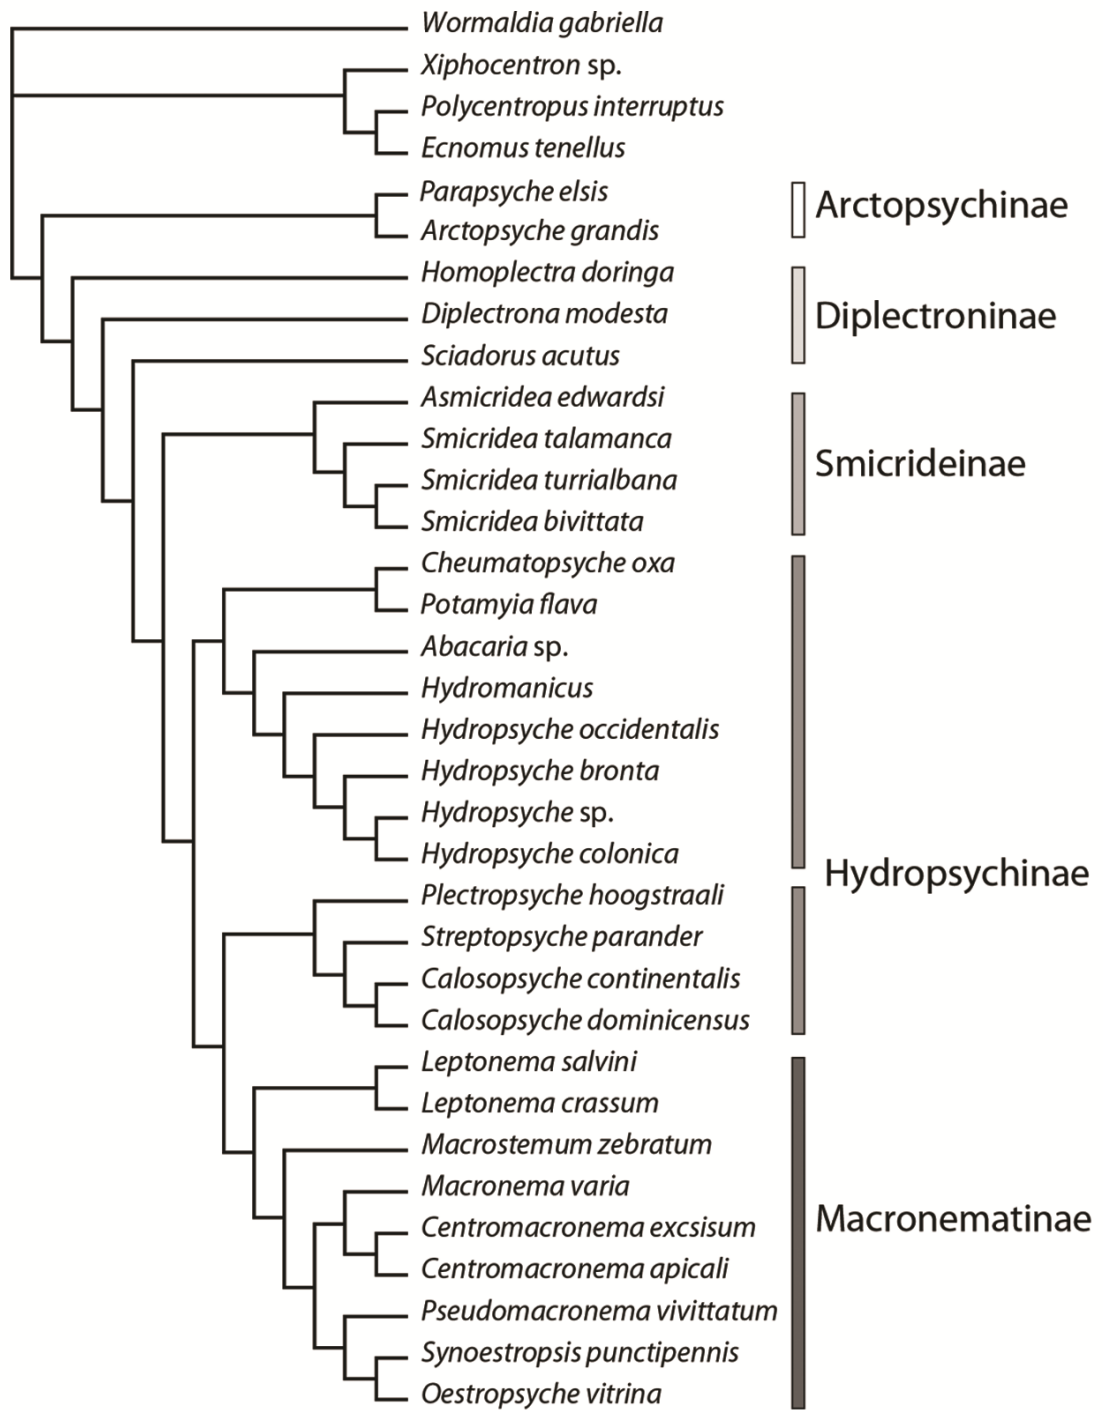 Wormaldia gabriella
Xiphocentron sp.
Polycentropus interruptus
Ecnomus tenellus
Parapsyche elsis
Arctopsyche grandis
Arctopsychinae
Homoplectra doringa
Diplectrona modesta
Diplectroninae
Sciadorus acutus
Asmicridea edwardsi
Smicridea talamanca
Smicrideinae
Smicridea turrialbana
Smicridea bivittata
Cheumatopsyche oxa
Potamyia flava
Abacaria sp.
Hydromanicus
Hydropsyche occidentalis
Hydropsyche bronta
Hydropsyche sp.
Hydropsyche colonica
Hydropsychinae
Plectropsyche hoogstraali
Streptopsyche parander
Calosopsyche continentalis
Calosopsyche dominicensus
Leptonema salvini
Leptonema crassum
Macrostemum zebratum
Macronema varia
Macronematinae
Centromacronema excsisum
Centromacronema apicali
Pseudomacronema vivittatum
Synoestropsis punctipennis
Oestropsyche vitrina